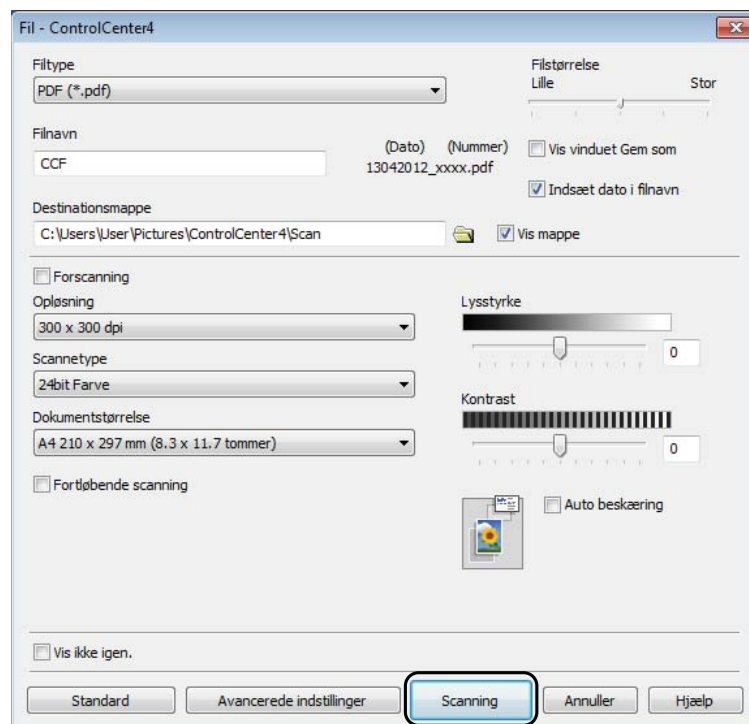 Fil - ControlCenter4
Filtype
PDF (*.pdf)
Filstørrelse
Lille Stor
Filnavn
CCF
(Dato) (Nummer)
13042012_xxxx.pdf
Vis vinduet Gem som
Indsæt dato i filnavn
Destinationsmappe
C:\Users\User\Pictures\ControlCenter4\Scan
Vis mappe
Forscanning
Opløsning
300 x 300 dpi
Scannetype
24bit Farve
Dokumentstørrelse
A4 210 x 297 mm (8.3 x 11.7 tommer)
Fortløbende scanning
Lysstyrke
0
Kontrast
0
Auto beskæring
Vis ikke igen.
Standard Avancerede indstillinger Scanning Annuller Hjælp